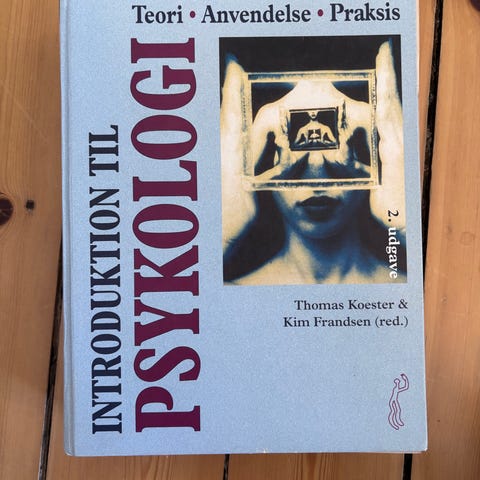 Teori • Anvendelse • Praksis
INTRODUKTION TIL
PSYKOLOGI
2. udgave
Thomas Koester &
Kim Frandsen (red.)